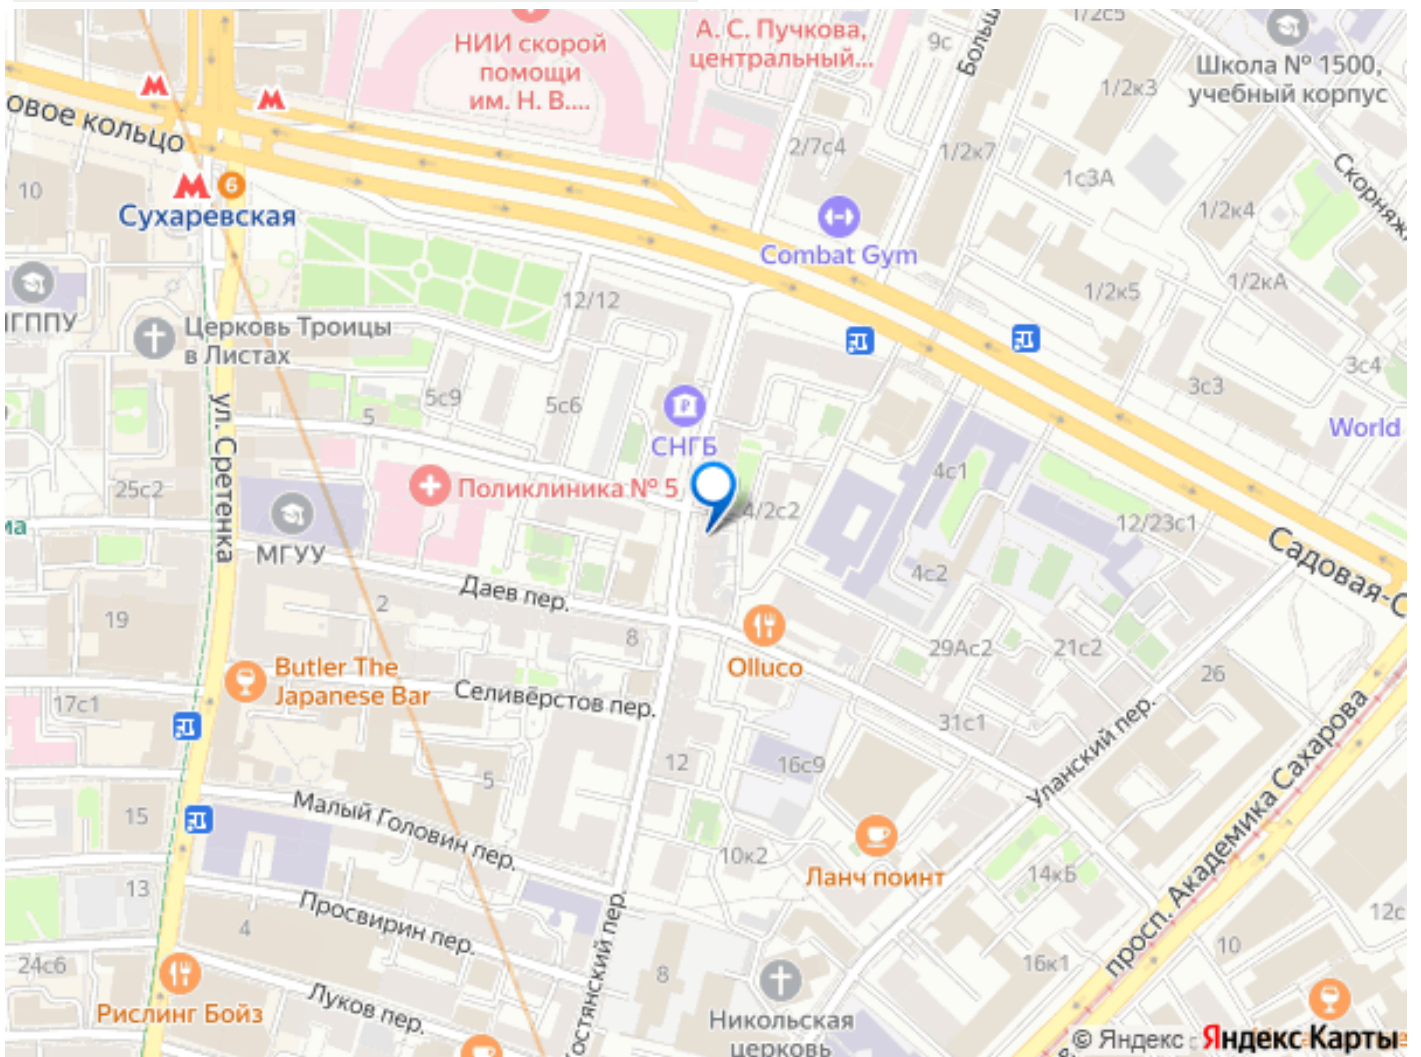 НИИ скорой
помощи
им. Н. В....
А. С. Пучкова,
центральный...
9с
Больш
1/2с5
Школа № 1500,
учебный корпус
1/2к3
овое кольцо
2/7с4
1/2к7
1с3А
Скорняж
1/2к4
10
6
Сухаревская
Combat Gym
1/2к5
1/2кА
12/12
Церковь Троицы
в Листах
3с4
3с3
5с9
5с6
5
СНГБ
World
ул. Сретенка
25с2
Поликлиника № 5
4с1
4/2с2
12/23с1
МГУУ
Садовая-С
4с2
Даев пер.
2
19
8
Olluco
29Ас2
21с2
26
Butler The
Japanese Bar
Селивёрстов пер.
17с1
31с1
12
16с9
5
Уланский пер.
просп. Академика Сахарова
Малый Головин пер.
15
10к2
Ланч поинт
14кБ
13
Просвирин пер.
4
12с
10
24с6
8
16к1
Рислинг Бойз
Луков пер.
Костянский пер.
Никольская
церковь
© Яндекс
Яндекс Карты